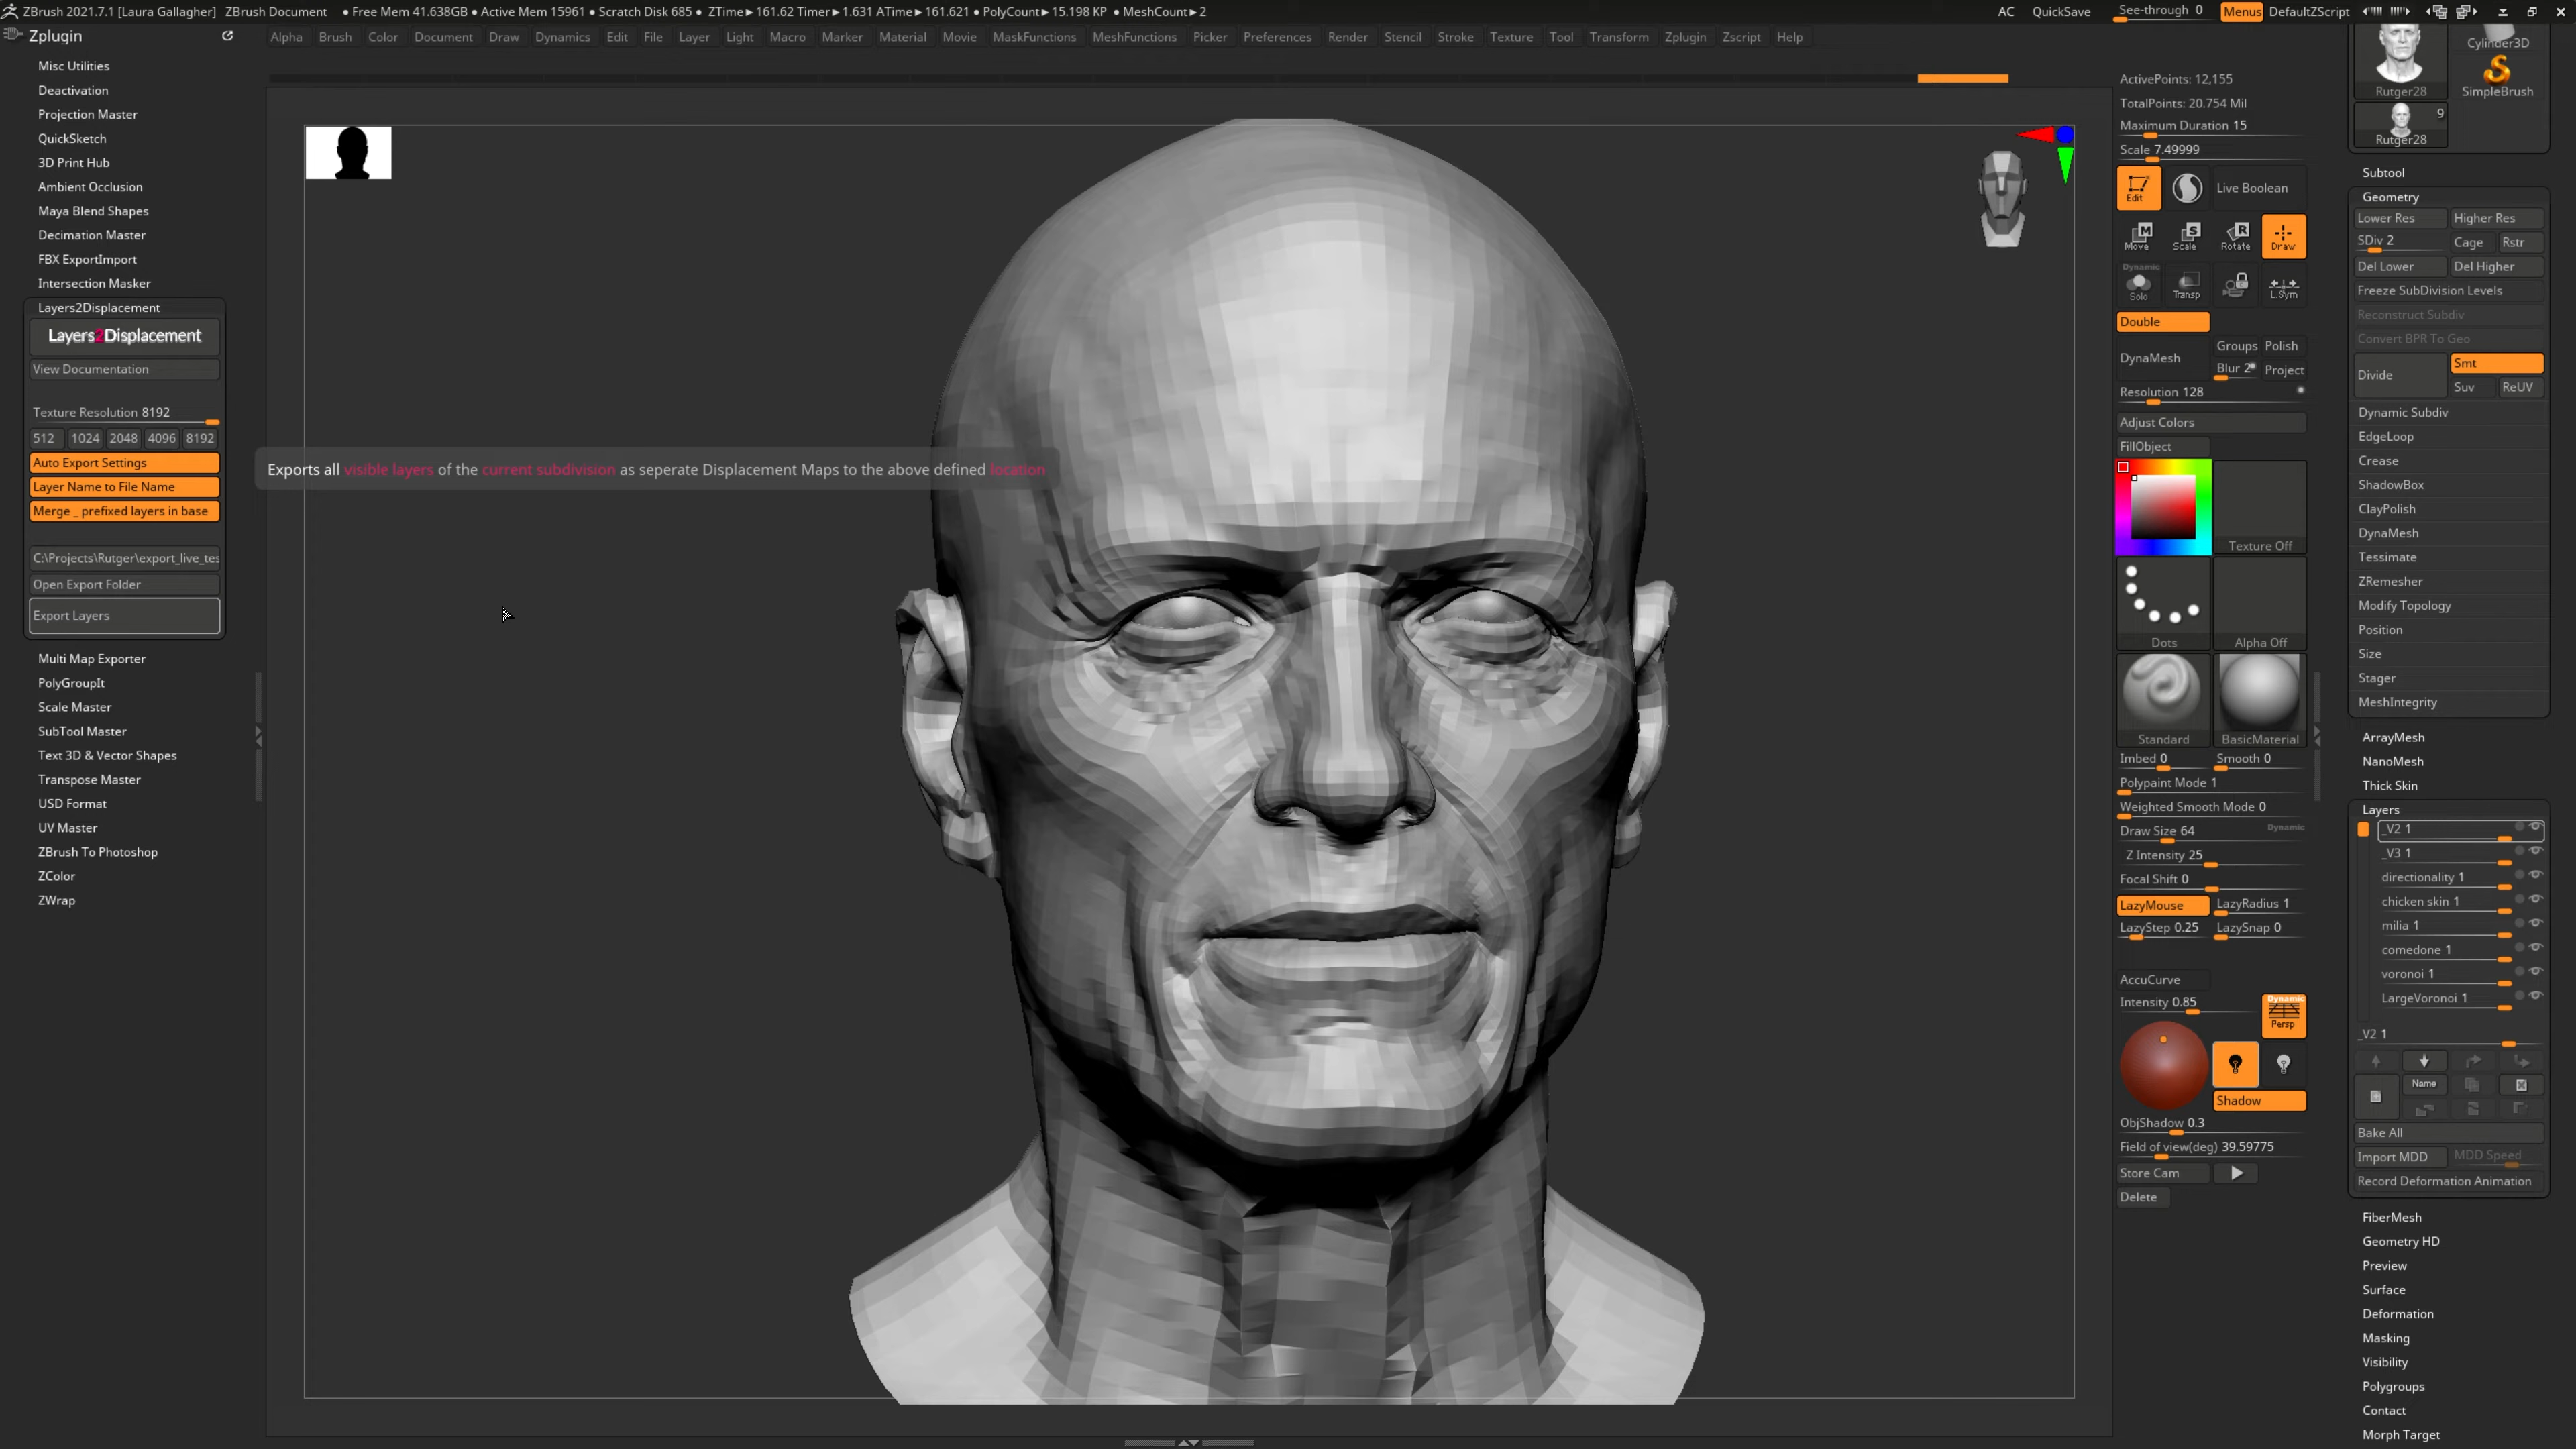 ZBrush 2021.7.1 [Laura Gallagher] ZBrush Document • Free Mem 41.638GB • Active Mem 15961 • Scratch Disk 685 • ZTime►161.62 Timer►1.631 ATime►161.621 • PolyCount►15.198 KP • MeshCount►2
AC QuickSave See-through 0 Menus DefaultZScript
Zplugin
Alpha Brush Color Document Draw Dynamics Edit File Layer Light Macro Marker Material Movie MaskFunctions MeshFunctions Picker Preferences Render Stencil Stroke Texture Tool Transform Zplugin Zscript Help
Misc Utilities
Deactivation
Projection Master
QuickSketch
3D Print Hub
Ambient Occlusion
Maya Blend Shapes
Decimation Master
FBX ExportImport
Intersection Masker
Layers2Displacement
Layers2Displacement
View Documentation
Texture Resolution 8192
512 1024 2048 4096 8192
Auto Export Settings
Layer Name to File Name
Merge _ prefixed layers in base
C:\Projects\Rutger\export_live_tes
Open Export Folder
Export Layers
Multi Map Exporter
PolyGroupIt
Scale Master
SubTool Master
Text 3D & Vector Shapes
Transpose Master
USD Format
UV Master
ZBrush To Photoshop
ZColor
ZWrap
Exports all visible layers of the current subdivision as seperate Displacement Maps to the above defined location
ActivePoints: 12,155
TotalPoints: 20.754 Mil
Maximum Duration 15
Scale 7.49999
Edit Live Boolean
Move Scale Rotate Draw
Dynamic
Solo Transp L.Sym
Double
DynaMesh Groups Polish
Blur 2 Project
Resolution 128
Adjust Colors
FillObject
Texture Off
Dots Alpha Off
Standard BasicMaterial
Imbed 0 Smooth 0
Polypaint Mode 1
Weighted Smooth Mode 0
Draw Size 64 Dynamic
Z Intensity 25
Focal Shift 0
LazyMouse LazyRadius 1
LazyStep 0.25 LazySnap 0
AccuCurve
Intensity 0.85 Dynamic
Persp
Shadow
ObjShadow 0.3
Field of view(deg) 39.59775
Store Cam
Delete
Cylinder3D
Rutger28 SimpleBrush
9
Rutger28
Subtool
Geometry
Lower Res Higher Res
SDiv 2 Cage Rstr
Del Lower Del Higher
Freeze SubDivision Levels
Reconstruct Subdiv
Convert BPR To Geo
Divide Smt
Suv ReUV
Dynamic Subdiv
EdgeLoop
Crease
ShadowBox
ClayPolish
DynaMesh
Tessimate
ZRemesher
Modify Topology
Position
Size
Stager
MeshIntegrity
ArrayMesh
NanoMesh
Thick Skin
Layers
_V2 1
_V3 1
directionality 1
chicken skin 1
milia 1
comedone 1
voronoi 1
LargeVoronoi 1
_V2 1
Name
Bake All
Import MDD MDD Speed
Record Deformation Animation
FiberMesh
Geometry HD
Preview
Surface
Deformation
Masking
Visibility
Polygroups
Contact
Morph Target